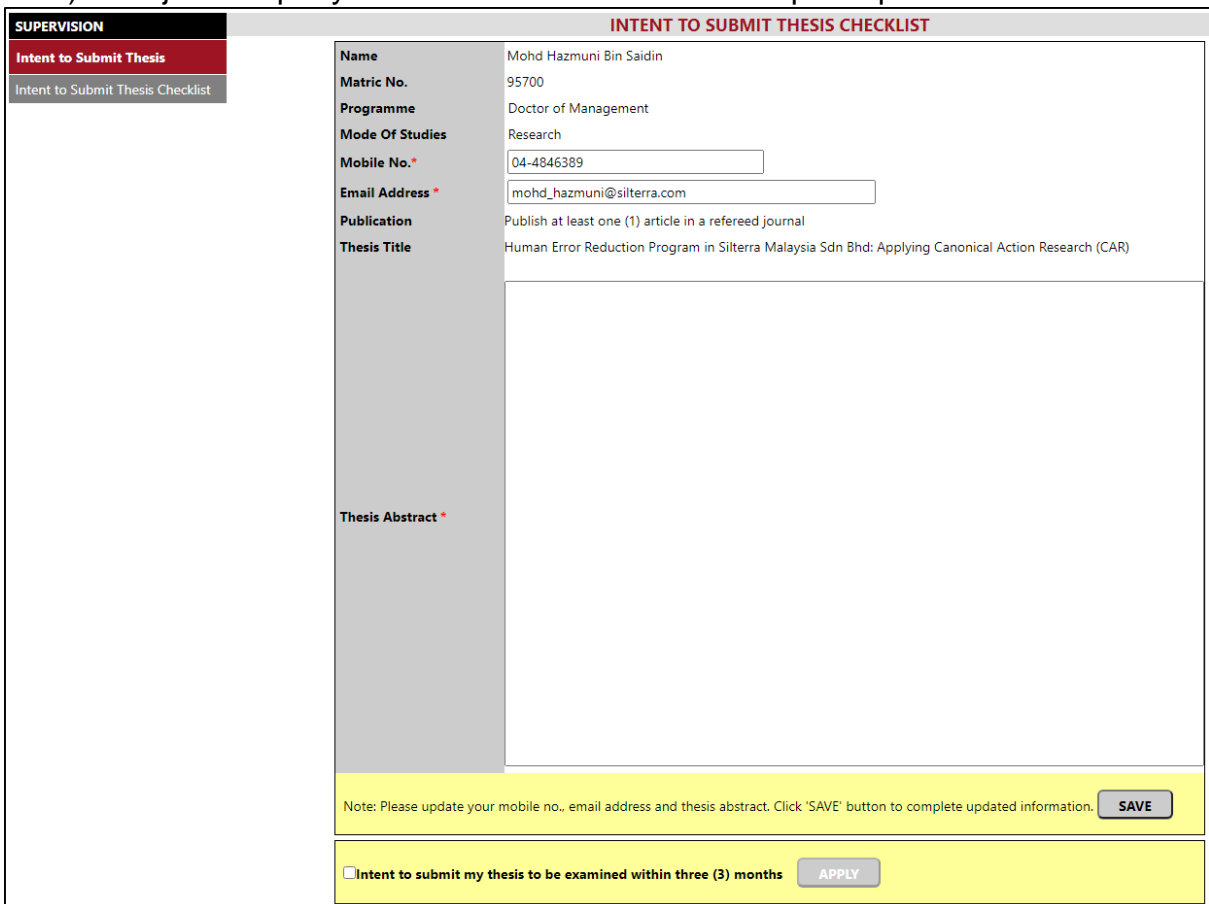 SUPERVISION
INTENT TO SUBMIT THESIS CHECKLIST
Intent to Submit Thesis
Intent to Submit Thesis Checklist
Name Mohd Hazmuni Bin Saidin
Matric No. 95700
Programme Doctor of Management
Mode Of Studies Research
Mobile No.* 04-4846389
Email Address * mohd_hazmuni@silterra.com
Publication Publish at least one (1) article in a refereed journal
Thesis Title Human Error Reduction Program in Silterra Malaysia Sdn Bhd: Applying Canonical Action Research (CAR)
Thesis Abstract *
Note: Please update your mobile no., email address and thesis abstract. Click 'SAVE' button to complete updated information. SAVE
Intent to submit my thesis to be examined within three (3) months APPLY